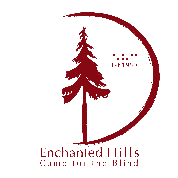 Enchanted Hills
Camp for the Blind